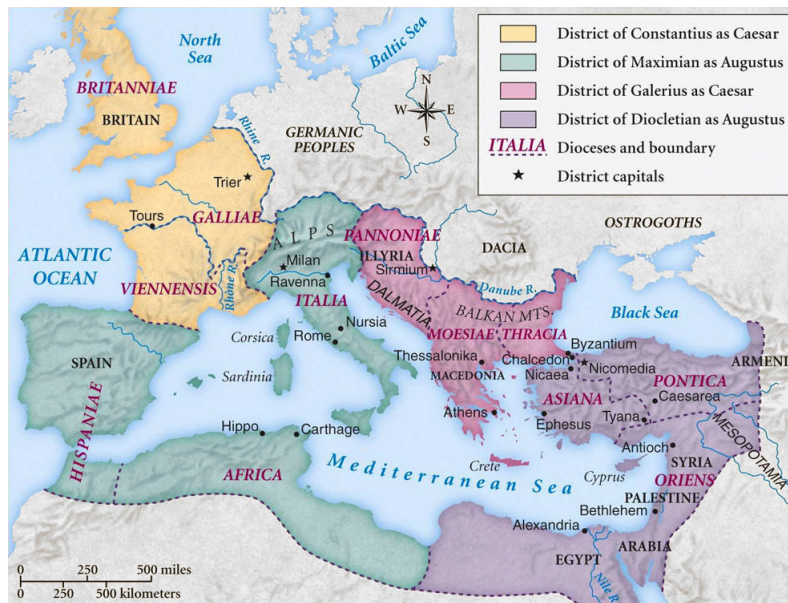 District of Constantius as Caesar
District of Maximian as Augustus
District of Galerius as Caesar
District of Diocletian as Augustus
ITALIA Dioceses and boundary
District capitals
North
Sea
Baltic Sea
BRITANNIAE
BRITAIN
N
W E
S
GERMANIC
PEOPLES
Rhine R.
Trier
Tours
GALLIAE
ATLANTIC
OCEAN
VIENNENSIS
Rhône R.
ALPS
Milan
Ravenna
ITALIA
PANNONIAE
ILLYRIA
Sirmium
DACIA
OSTROGOTHS
Danube R.
DALMATIA
BALKAN MTS.
Black Sea
MOESIAE
THRACIA
Byzantium
Chalcedon
Nicomedia
Nicaea
ARMENI
Corsica
Nursia
Rome
Sardinia
Thessalonika
MACEDONIA
ASIANA
PONTICA
Caesarea
SPAIN
HISPANIAE
Athens
Ephesus
Tyana
MESOPOTAMIA
Hippo
Carthage
Antioch
SYRIA
AFRICA
Mediterranean Sea
Crete
Cyprus
ORIENS
PALESTINE
Bethlehem
Alexandria
ARABIA
EGYPT
Nile R.
0 250 500 miles
0 250 500 kilometers